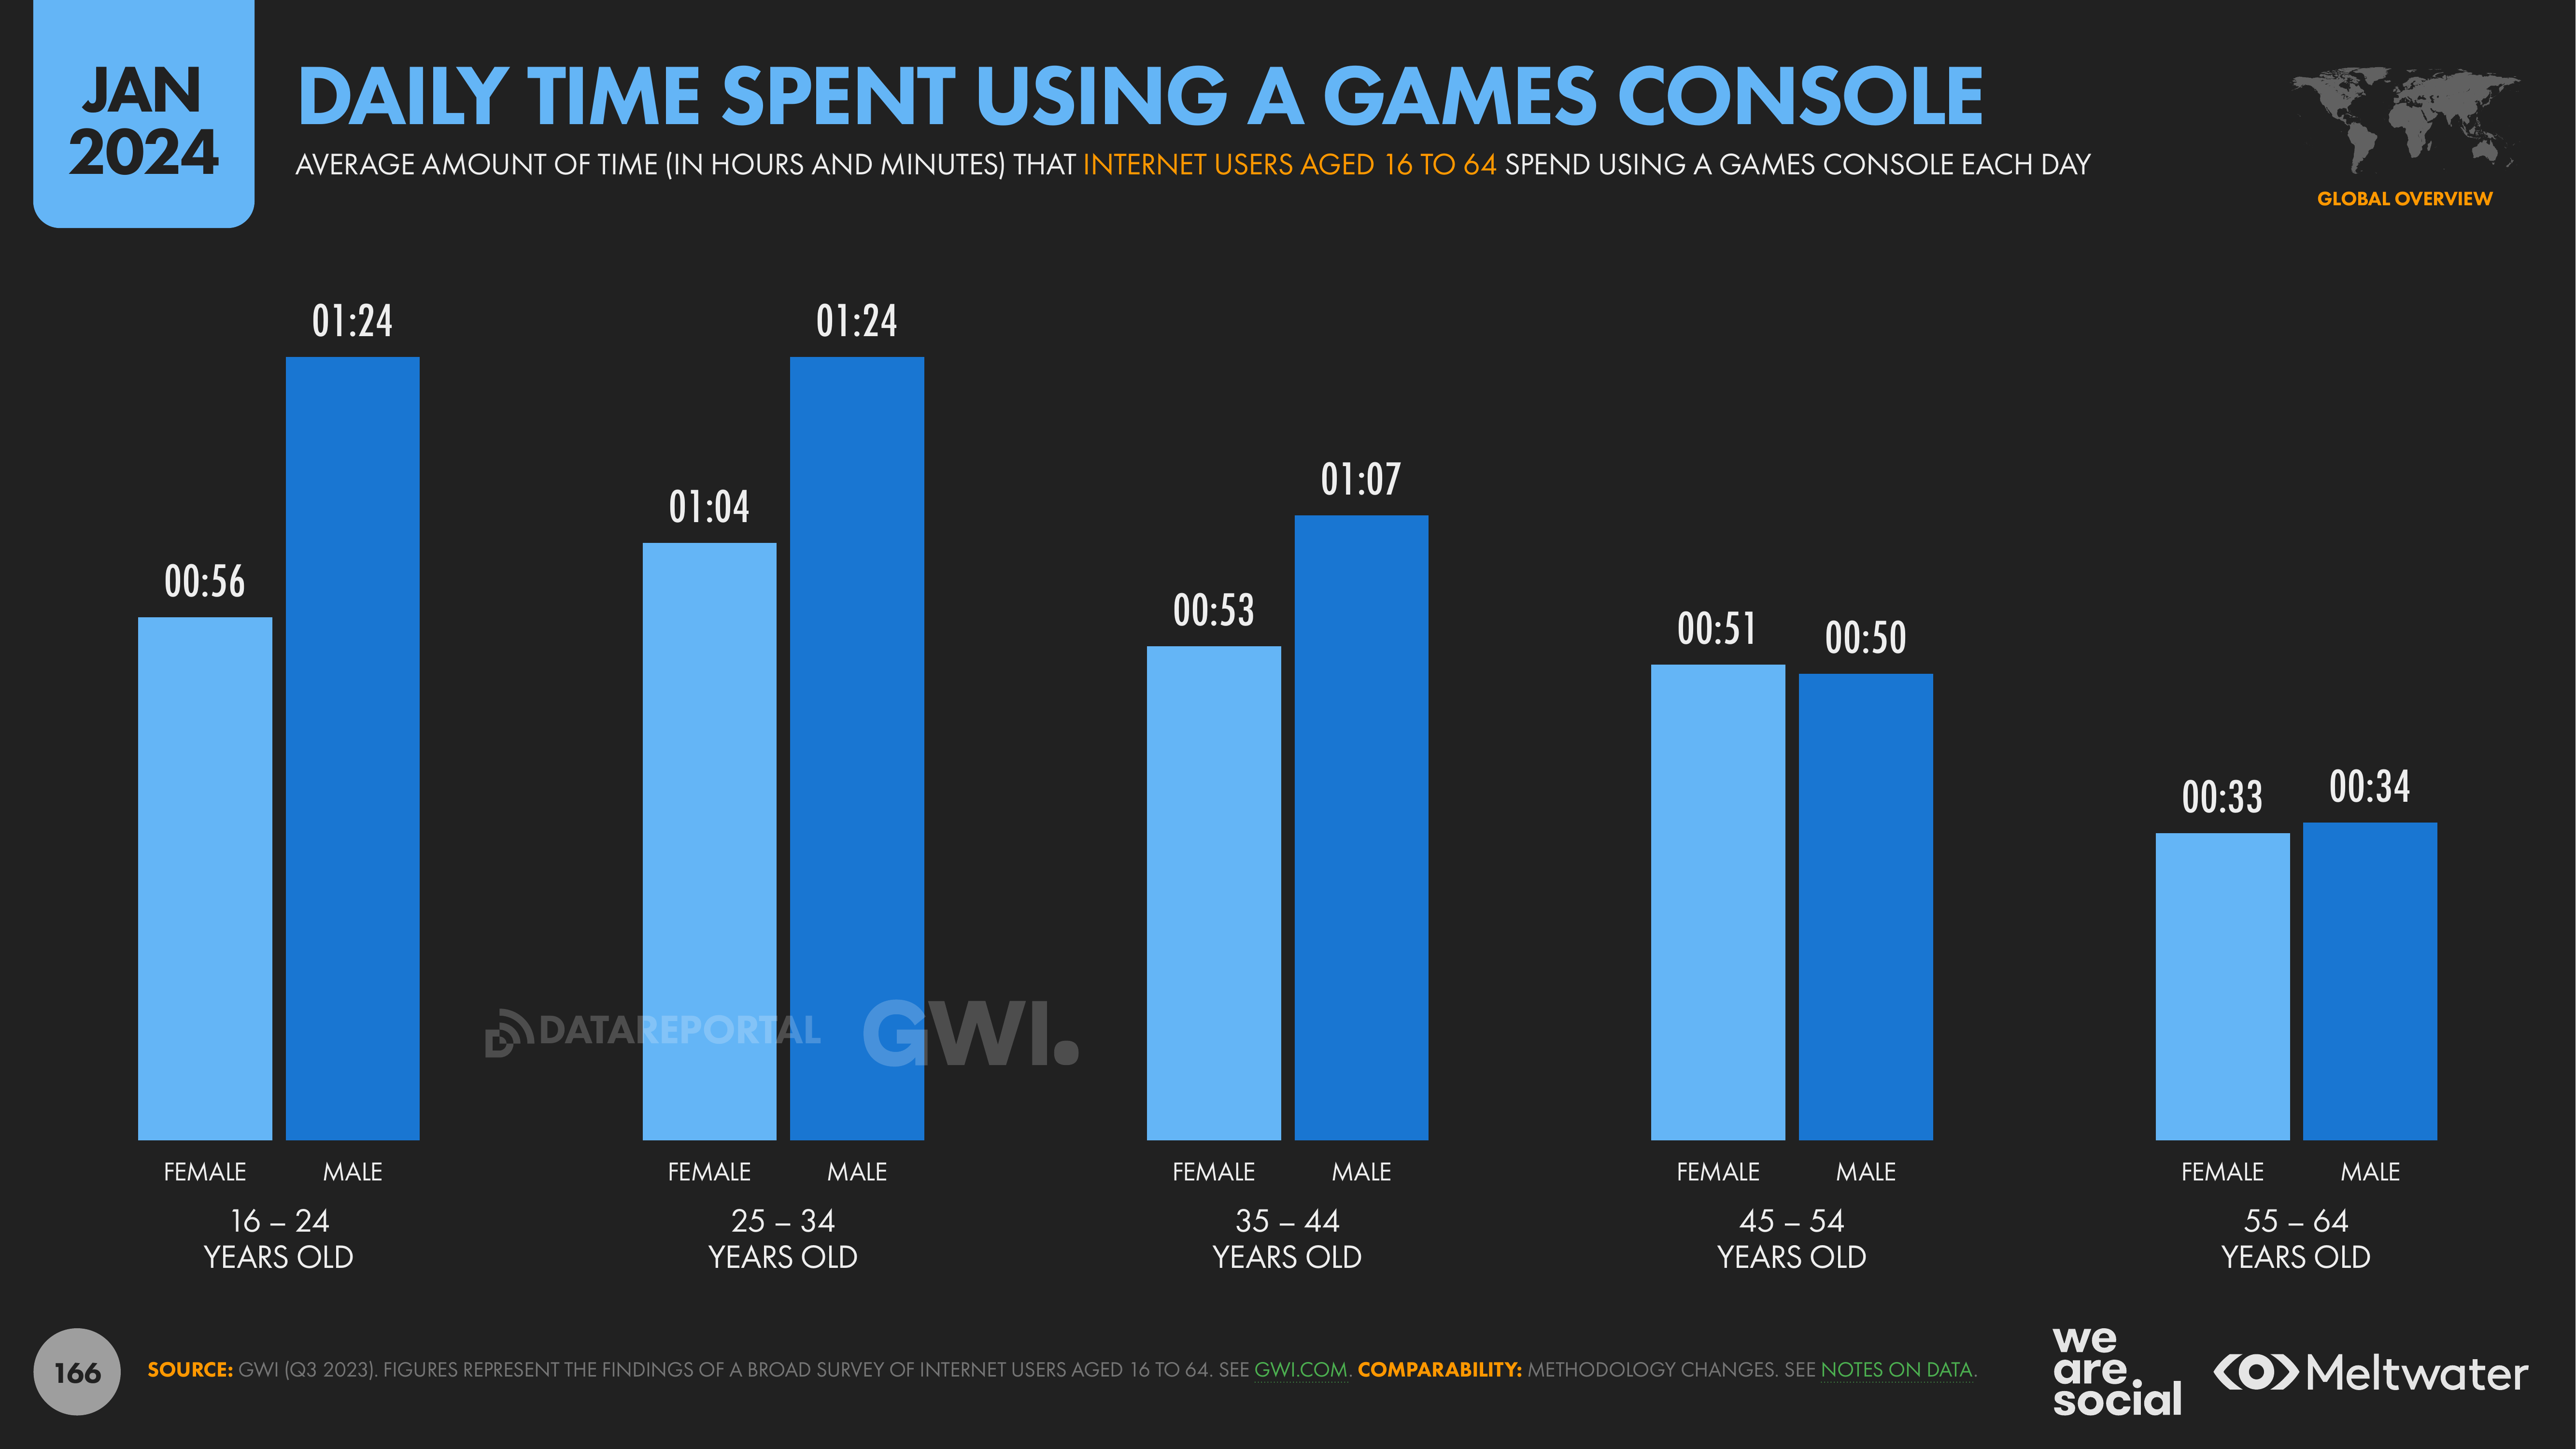 JAN
2024
DAILY TIME SPENT USING A GAMES CONSOLE
AVERAGE AMOUNT OF TIME (IN HOURS AND MINUTES) THAT INTERNET USERS AGED 16 TO 64 SPEND USING A GAMES CONSOLE EACH DAY
GLOBAL OVERVIEW
00:56
01:24
01:04
01:24
00:53
01:07
00:51
00:50
00:33
00:34
DATAREPORTAL
GWI.
FEMALE MALE
16 – 24
YEARS OLD
FEMALE MALE
25 – 34
YEARS OLD
FEMALE MALE
35 – 44
YEARS OLD
FEMALE MALE
45 – 54
YEARS OLD
FEMALE MALE
55 – 64
YEARS OLD
166
SOURCE: GWI (Q3 2023). FIGURES REPRESENT THE FINDINGS OF A BROAD SURVEY OF INTERNET USERS AGED 16 TO 64. SEE GWI.COM. COMPARABILITY: METHODOLOGY CHANGES. SEE NOTES ON DATA.
we
are
social
Meltwater